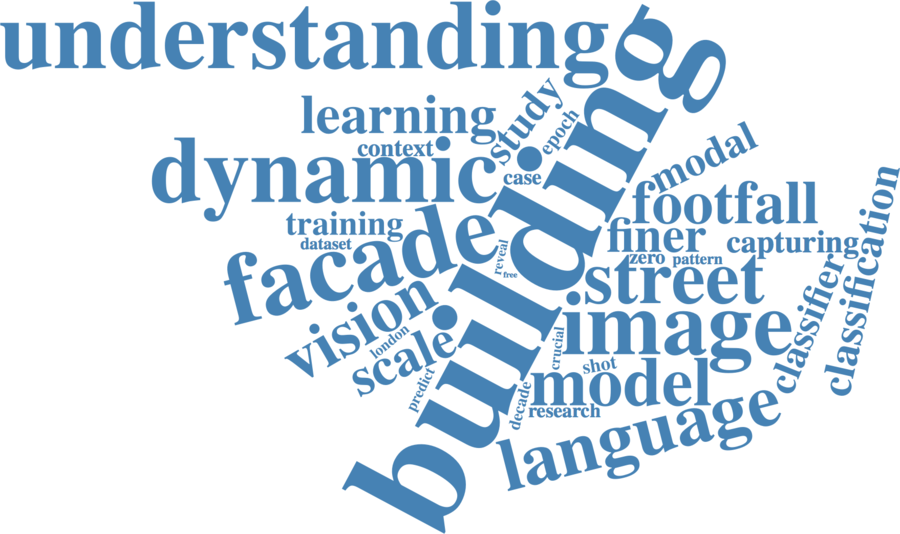 understanding
building
learning
study
epoch
context
dynamic
case
modal
training
dataset
footfall
finer
capturing
classification
facade
reveal
free
zero
pattern
street
classifier
vision
london
scale
predict
crucial
image
shot
model
decade
research
language